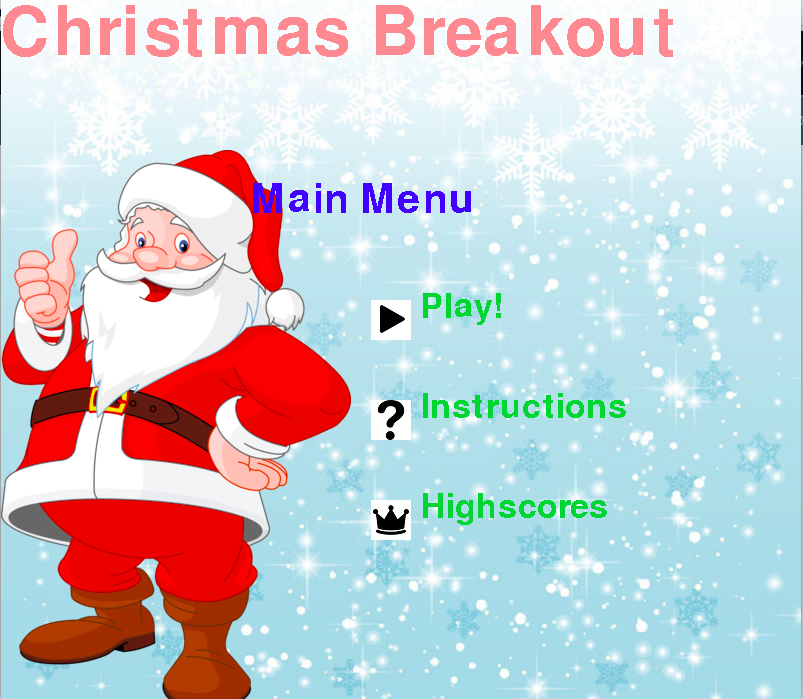 Christmas Breakout
Main Menu
Play!
Instructions
Highscores